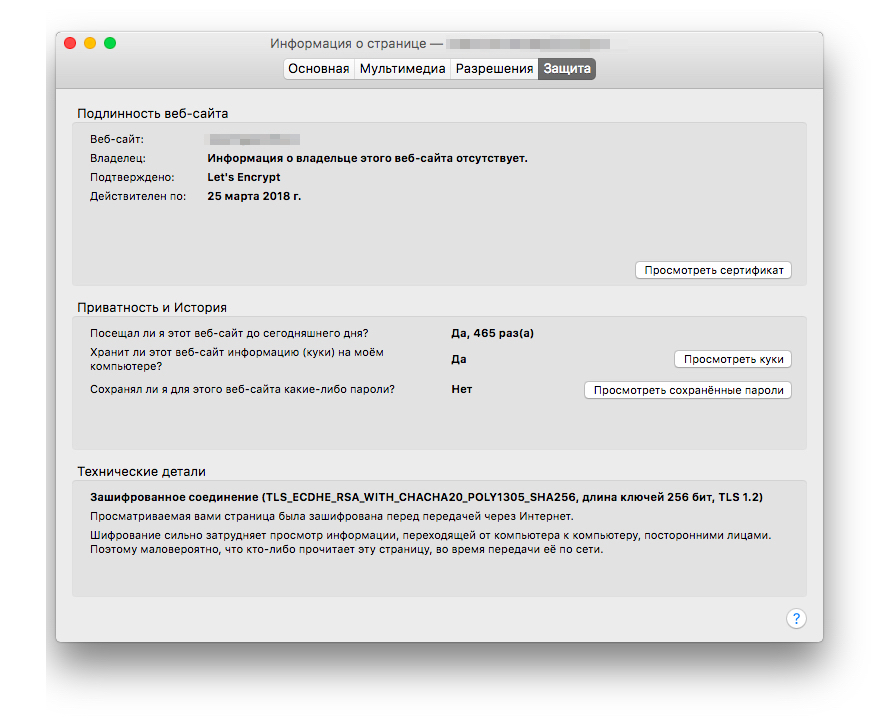 Информация о странице —
Основная Мультимедиа Разрешения Защита
Подлинность веб-сайта
Веб-сайт:
Владелец: Информация о владельце этого веб-сайта отсутствует.
Подтверждено: Let's Encrypt
Действителен по: 25 марта 2018 г.
Просмотреть сертификат
Приватность и История
Посещал ли я этот веб-сайт до сегодняшнего дня? Да, 465 раз(а)
Хранит ли этот веб-сайт информацию (куки) на моём
компьютере? Да Просмотреть куки
Сохранял ли я для этого веб-сайта какие-либо пароли? Нет Просмотреть сохранённые пароли
Технические детали
Зашифрованное соединение (TLS_ECDHE_RSA_WITH_CHACHA20_POLY1305_SHA256, длина ключей 256 бит, TLS 1.2)
Просматриваемая вами страница была зашифрована перед передачей через Интернет.
Шифрование сильно затрудняет просмотр информации, переходящей от компьютера к компьютеру, посторонними лицами.
Поэтому маловероятно, что кто-либо прочитает эту страницу, во время передачи её по сети.
?